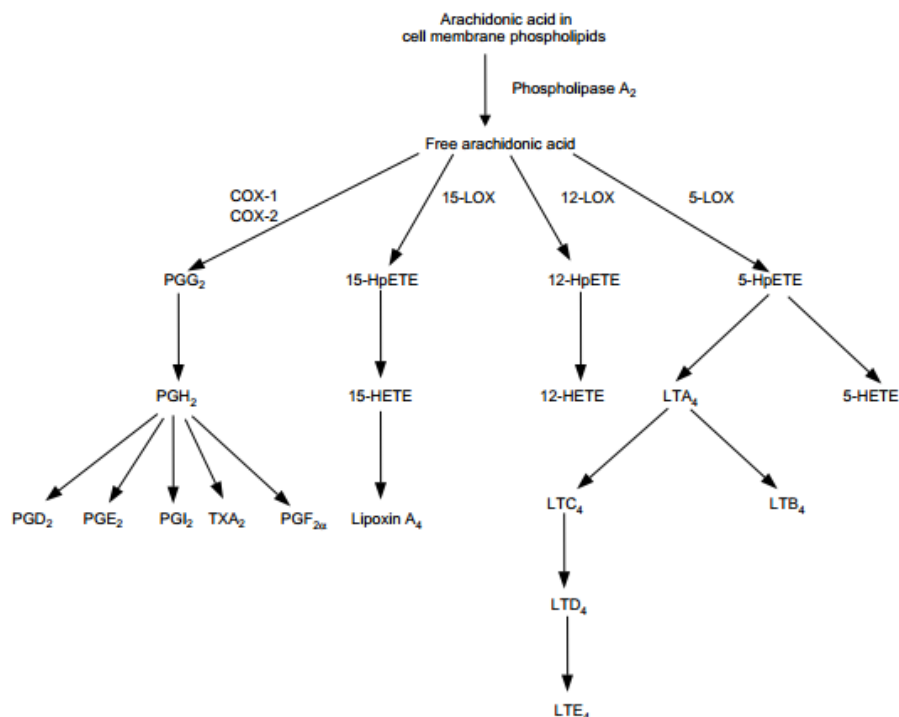 Arachidonic acid in
cell membrane phospholipids
Phospholipase A₂
Free arachidonic acid
COX-1
COX-2
15-LOX
12-LOX
5-LOX
PGG₂
15-HpETE
12-HpETE
5-HpETE
PGH₂
15-HETE
12-HETE
LTA₄
5-HETE
PGD₂
PGE₂
PGI₂
TXA₂
PGF₂α
Lipoxin A₄
LTC₄
LTB₄
LTD₄
LTE₄